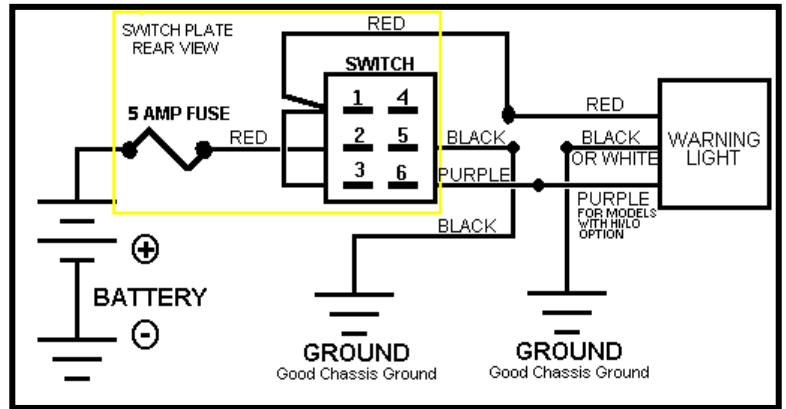 SWITCH PLATE
REAR VIEW
RED
SWITCH
1 4
2 5
3 6
5 AMP FUSE
RED
BLACK
PURPLE
BLACK
RED
BLACK
OR WHITE
PURPLE
FOR MODELS
WITH HI/LO
OPTION
WARNING
LIGHT
+
BATTERY
-
GROUND
Good Chassis Ground
GROUND
Good Chassis Ground